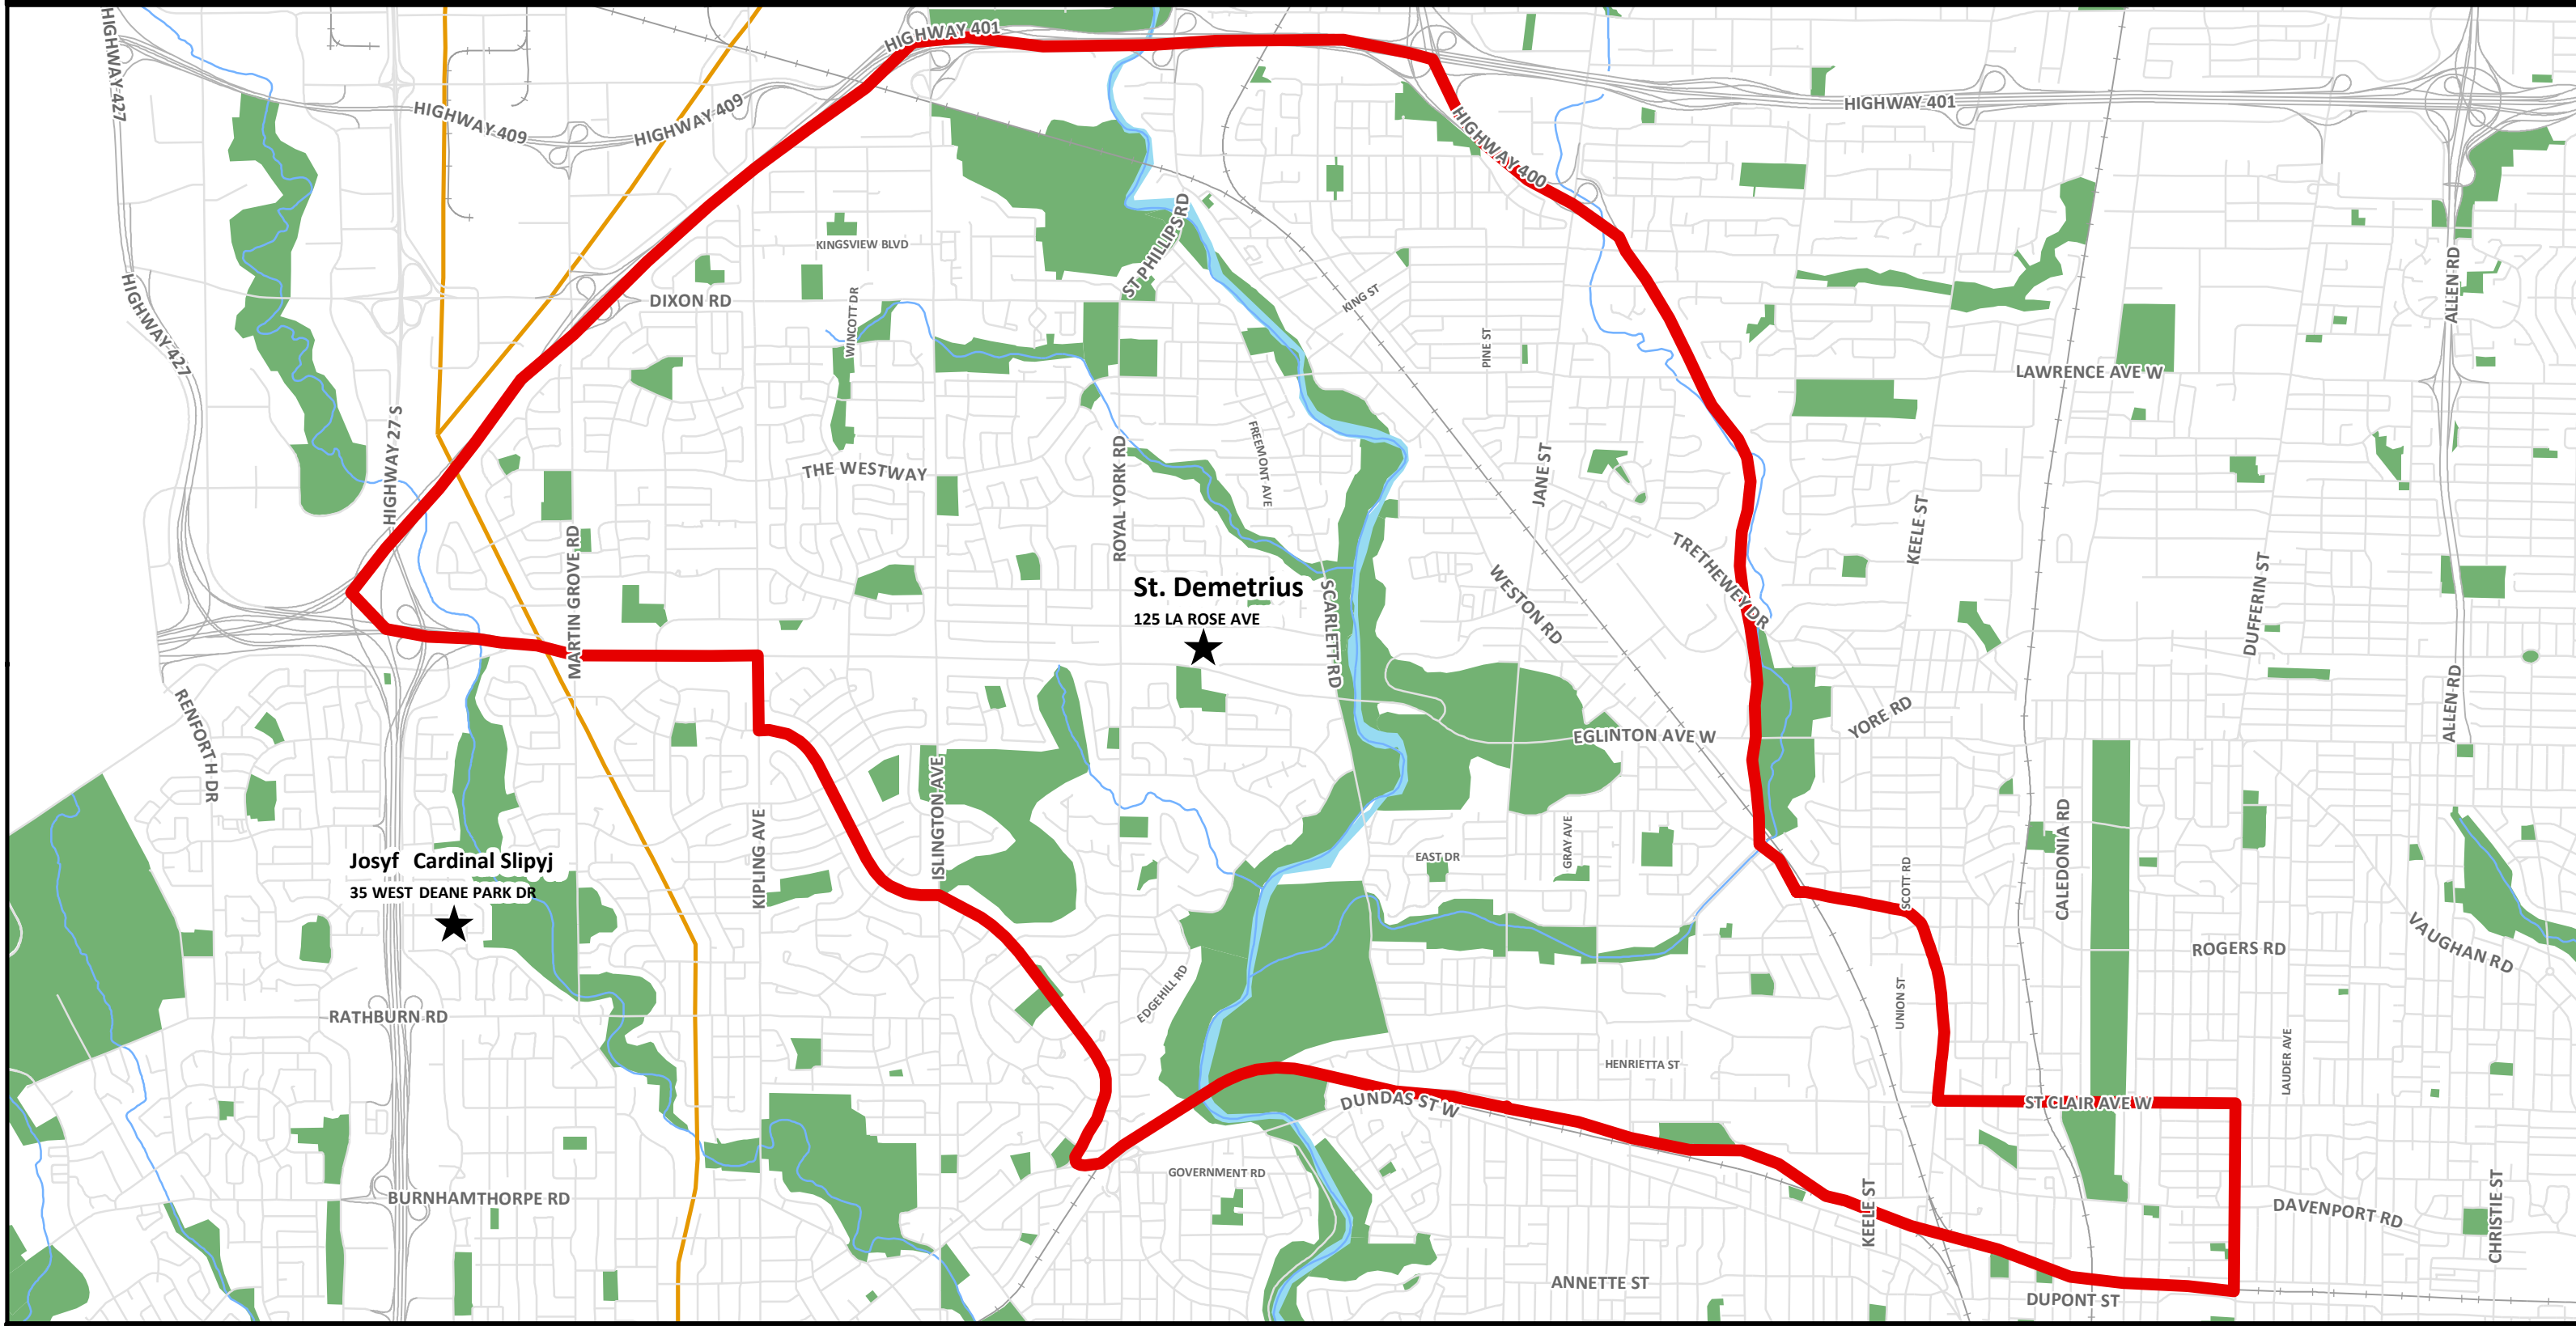 HIGHWAY 427
HIGHWAY 401
HIGHWAY 409
HIGHWAY 409
HIGHWAY 401
HIGHWAY 400
ST PHILLIPS RD
KINGSVIEW BLVD
DIXON RD
WINCOTT DR
KING ST
PINE ST
ALLEN RD
HIGHWAY 427
LAWRENCE AVE W
HIGHWAY 27 S
THE WESTWAY
ROYAL YORK RD
FREEMONT AVE
JANE ST
KEELE ST
MARTIN GROVE RD
TRETHEWEY DR
DUFFERIN ST
St. Demetrius
125 LA ROSE AVE
SCARLETT RD
WESTON RD
RENFORTH DR
EGLINTON AVE W
YORE RD
ALLEN RD
ISLINGTON AVE
KIPLING AVE
CALEDONIA RD
GRAY AVE
EAST DR
SCOTT RD
Josyf Cardinal Slipyj
35 WEST DEANE PARK DR
ROGERS RD
VAUGHAN RD
EDGEHILL RD
UNION ST
RATHBURN RD
HENRIETTA ST
LAUDER AVE
DUNDAS ST W
ST CLAIR AVE W
GOVERNMENT RD
BURNHAMTHORPE RD
KEELE ST
DAVENPORT RD
CHRISTIE ST
ANNETTE ST
DUPONT ST